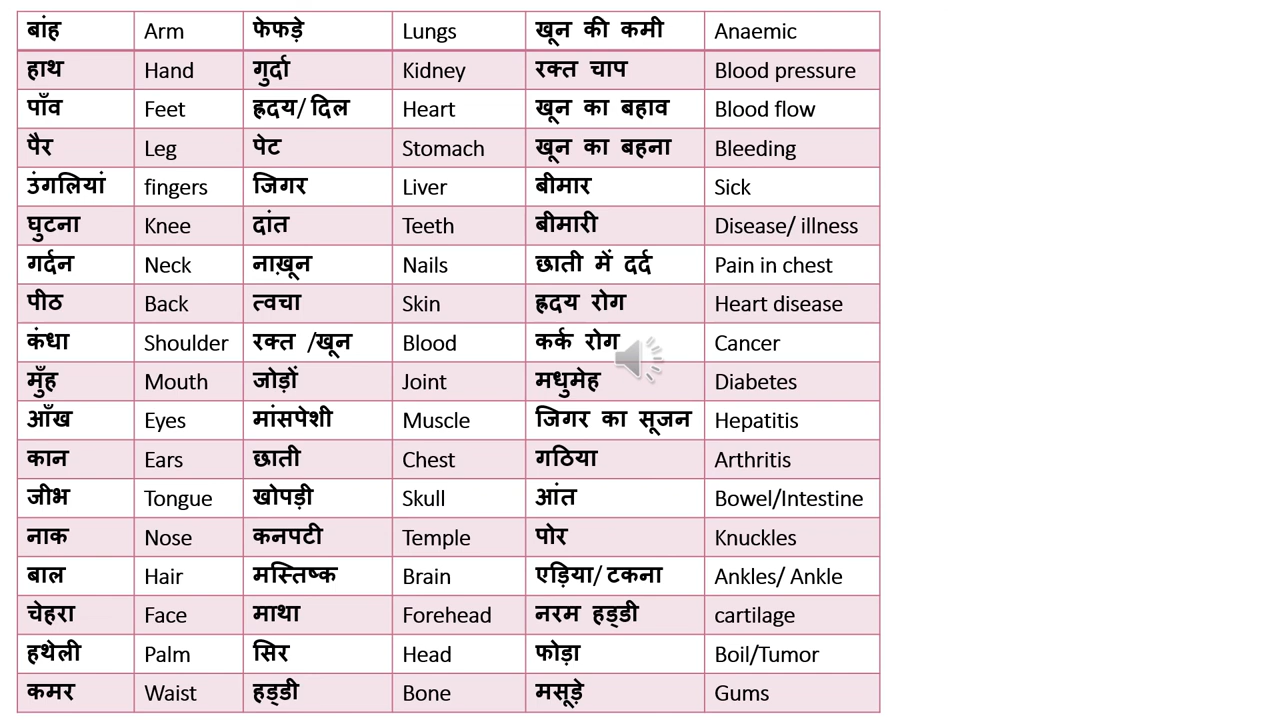 बांह Arm फेफड़े Lungs खून की कमी Anaemic
हाथ Hand गुर्दा Kidney रक्त चाप Blood pressure
पाँव Feet ह्रदय/ दिल Heart खून का बहाव Blood flow
पैर Leg पेट Stomach खून का बहना Bleeding
उंगलियां fingers जिगर Liver बीमार Sick
घुटना Knee दांत Teeth बीमारी Disease/ illness
गर्दन Neck नाख़ून Nails छाती में दर्द Pain in chest
पीठ Back त्वचा Skin ह्रदय रोग Heart disease
कंधा Shoulder रक्त /खून Blood कर्क रोग Cancer
मुँह Mouth जोड़ों Joint मधुमेह Diabetes
आँख Eyes मांसपेशी Muscle जिगर का सूजन Hepatitis
कान Ears छाती Chest गठिया Arthritis
जीभ Tongue खोपड़ी Skull आंत Bowel/Intestine
नाक Nose कनपटी Temple पोर Knuckles
बाल Hair मस्तिष्क Brain एड़िया/ टकना Ankles/ Ankle
चेहरा Face माथा Forehead नरम हड्डी cartilage
हथेली Palm सिर Head फोड़ा Boil/Tumor
कमर Waist हड्डी Bone मसूड़े Gums